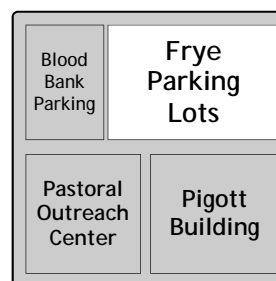 Blood
Bank
Parking
Frye
Parking
Lots
Pastoral
Outreach
Center
Pigott
Building